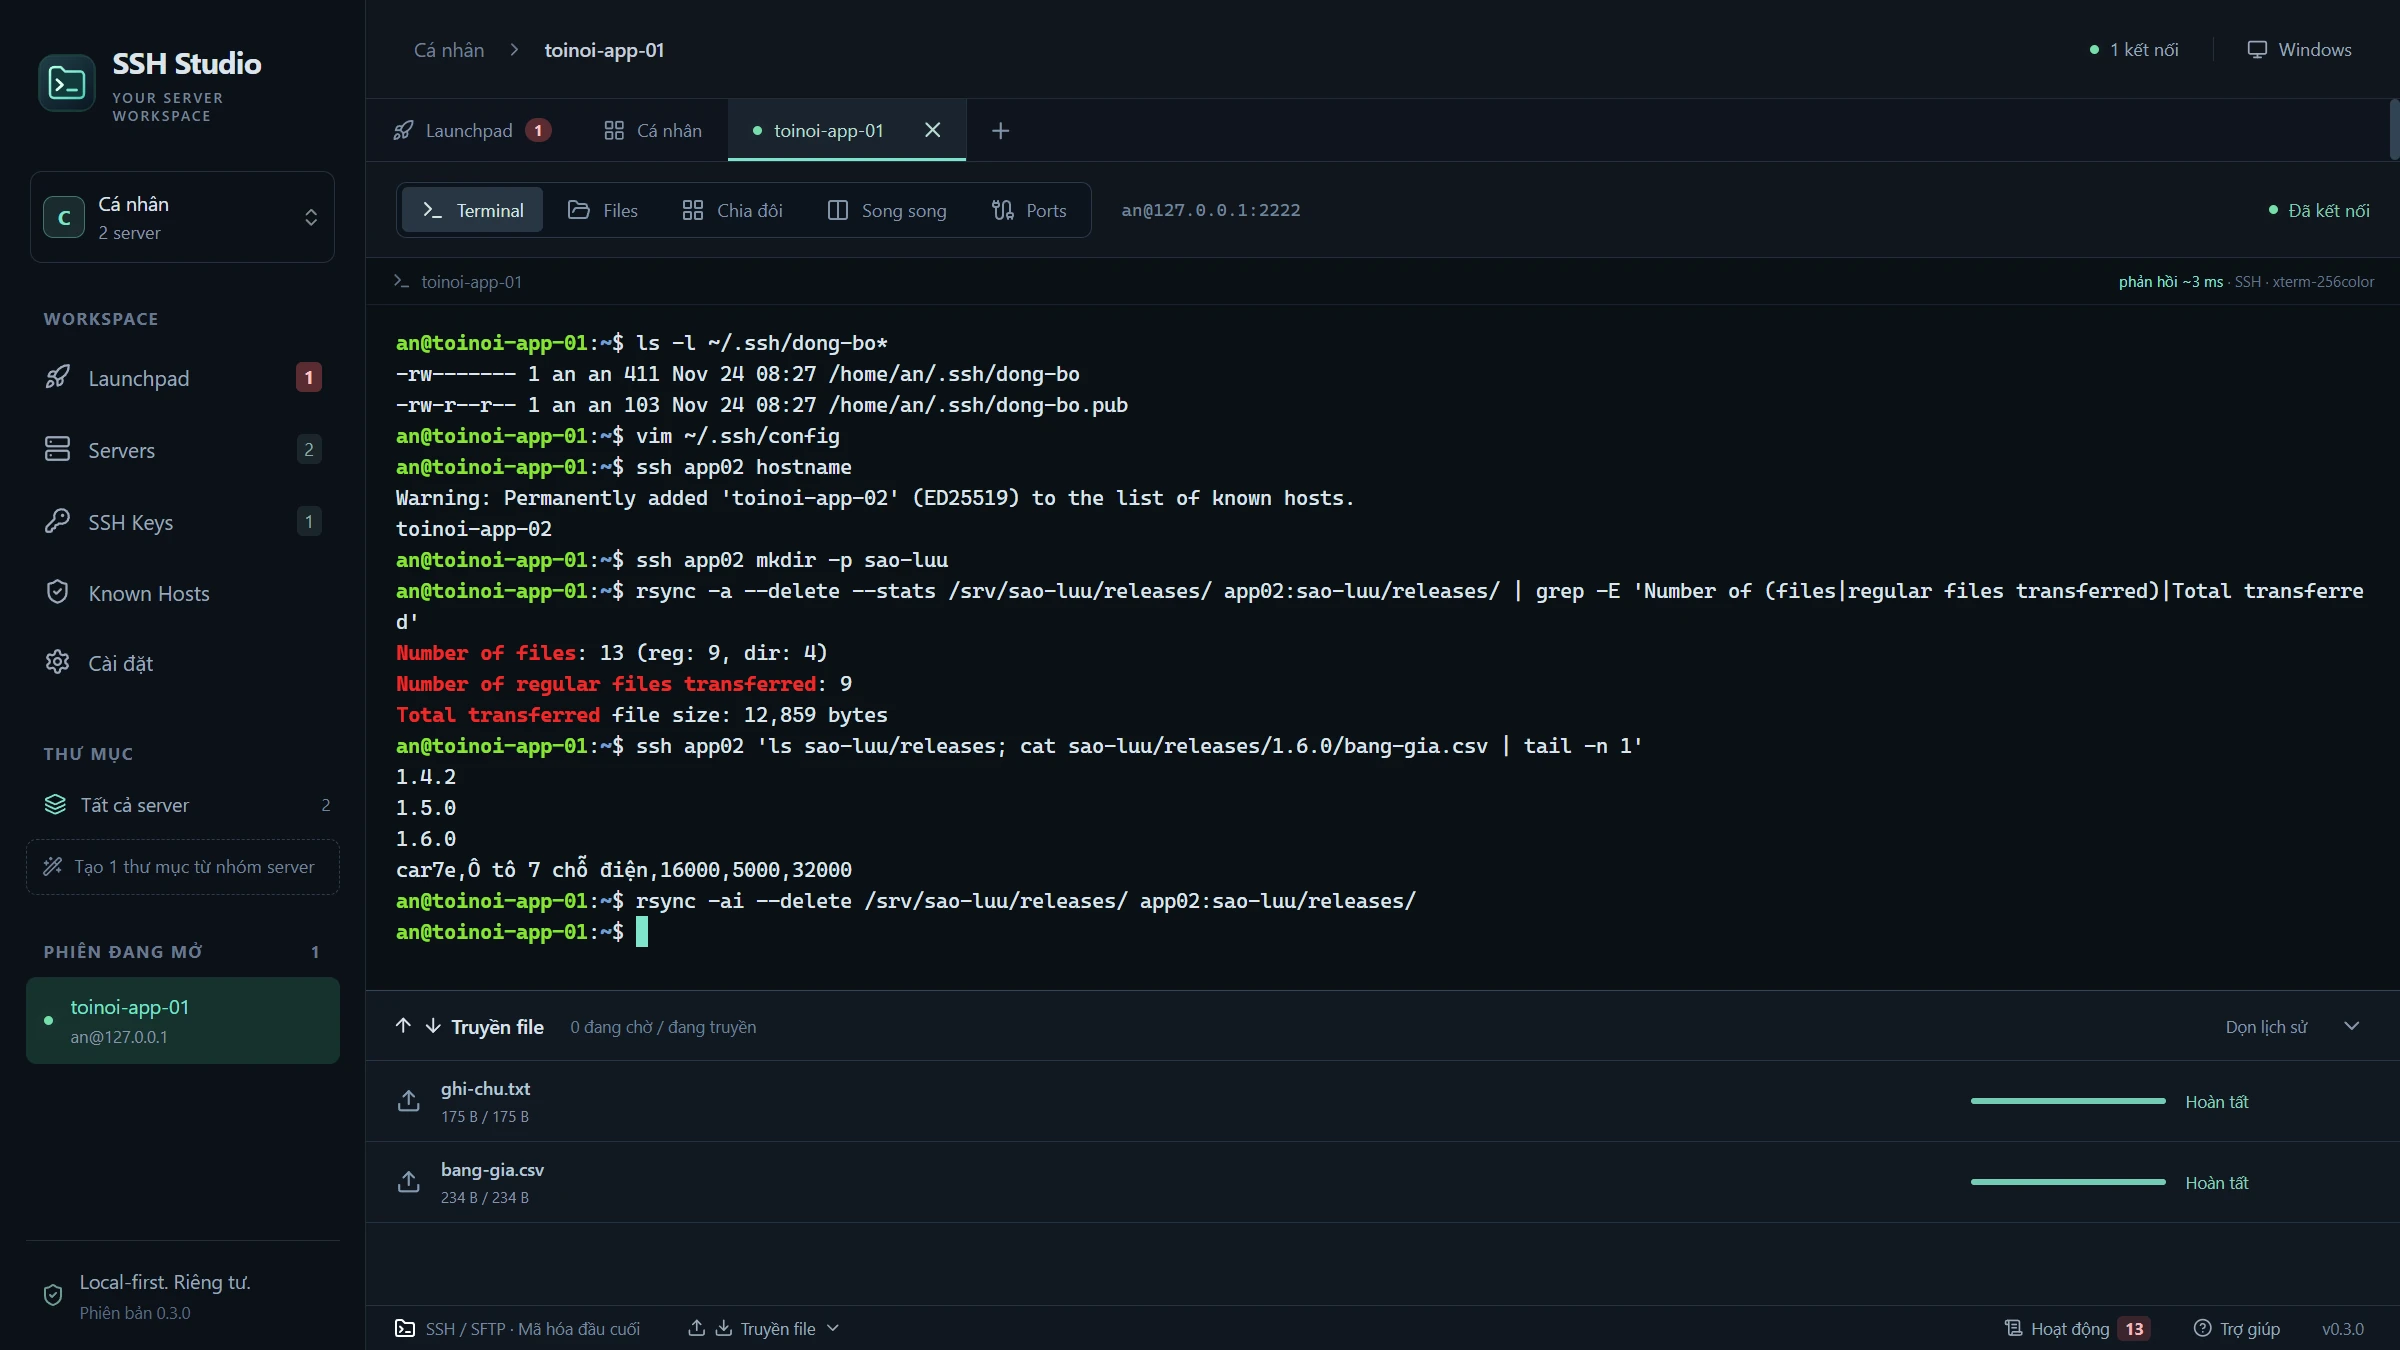 SSH Studio
YOUR SERVER
WORKSPACE
C
Cá nhân
2 server
WORKSPACE
Launchpad 1
Servers 2
SSH Keys 1
Known Hosts
Cài đặt
THƯ MỤC
Tất cả server 2
Tạo 1 thư mục từ nhóm server
PHIÊN ĐANG MỞ 1
toinoi-app-01
an@127.0.0.1
Local-first. Riêng tư.
Phiên bản 0.3.0
Cá nhân > toinoi-app-01
1 kết nối
Windows
Launchpad 1
Cá nhân
toinoi-app-01
Terminal
Files
Chia đôi
Song song
Ports
an@127.0.0.1:2222
Đã kết nối
toinoi-app-01
phản hồi ~3 ms · SSH · xterm-256color
an@toinoi-app-01:~$ ls -l ~/.ssh/dong-bo*
-rw------- 1 an an 411 Nov 24 08:27 /home/an/.ssh/dong-bo
-rw-r--r-- 1 an an 103 Nov 24 08:27 /home/an/.ssh/dong-bo.pub
an@toinoi-app-01:~$ vim ~/.ssh/config
an@toinoi-app-01:~$ ssh app02 hostname
Warning: Permanently added 'toinoi-app-02' (ED25519) to the list of known hosts.
toinoi-app-02
an@toinoi-app-01:~$ ssh app02 mkdir -p sao-luu
an@toinoi-app-01:~$ rsync -a --delete --stats /srv/sao-luu/releases/ app02:sao-luu/releases/ | grep -E 'Number of (files|regular files transferred)|Total transferre
d'
Number of files: 13 (reg: 9, dir: 4)
Number of regular files transferred: 9
Total transferred file size: 12,859 bytes
an@toinoi-app-01:~$ ssh app02 'ls sao-luu/releases; cat sao-luu/releases/1.6.0/bang-gia.csv | tail -n 1'
1.4.2
1.5.0
1.6.0
car7e,Ô tô 7 chỗ điện,16000,5000,32000
an@toinoi-app-01:~$ rsync -ai --delete /srv/sao-luu/releases/ app02:sao-luu/releases/
an@toinoi-app-01:~$
Truyền file 0 đang chờ / đang truyền
Dọn lịch sử
ghi-chu.txt
175 B / 175 B
Hoàn tất
bang-gia.csv
234 B / 234 B
Hoàn tất
SSH / SFTP · Mã hóa đầu cuối
Truyền file
Hoạt động 13
Trợ giúp
v0.3.0